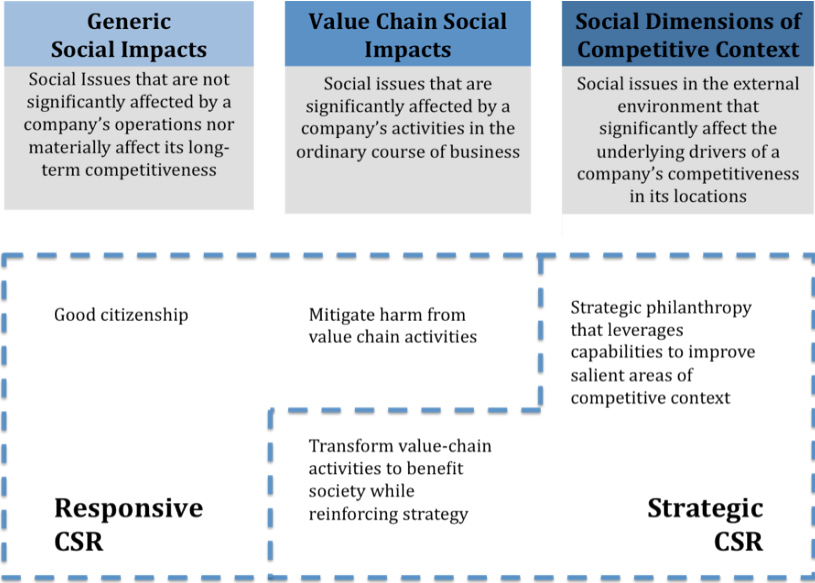 Generic
Social Impacts
Social Issues that are not
significantly affected by a
company's operations nor
materially affect its long-
term competitiveness
Value Chain Social
Impacts
Social issues that are
significantly affected by a
company's activities in the
ordinary course of business
Social Dimensions of
Competitive Context
Social issues in the external
environment that
significantly affect the
underlying drivers of a
company's competitiveness
in its locations
Good citizenship
Mitigate harm from
value chain activities
Strategic philanthropy
that leverages
capabilities to improve
salient areas of
competitive context
Transform value-chain
activities to benefit
society while
reinforcing strategy
Responsive
CSR
Strategic
CSR